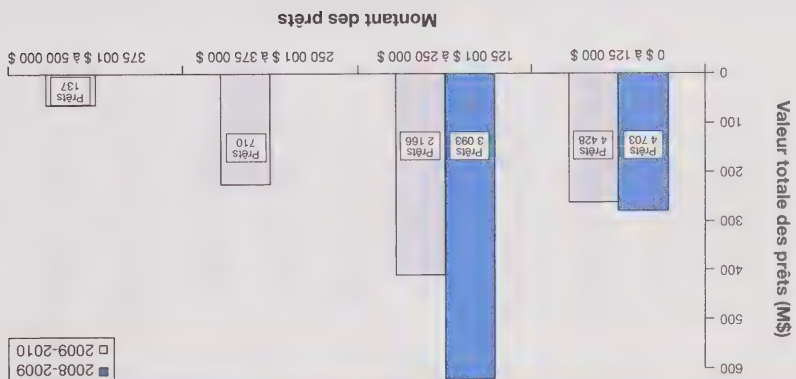 ■ 2008-2009
□ 2009-2010
Valeur totale des prêts (M$)
600
500
400
300
200
100
0
4 703
Prêts
4 428
Prêts
3 093
Prêts
2 166
Prêts
710
Prêts
137
Prêts
0 $ à 125 000 $
125 001 $ à 250 000 $
250 001 $ à 375 000 $
375 001 $ à 500 000 $
Montant des prêts